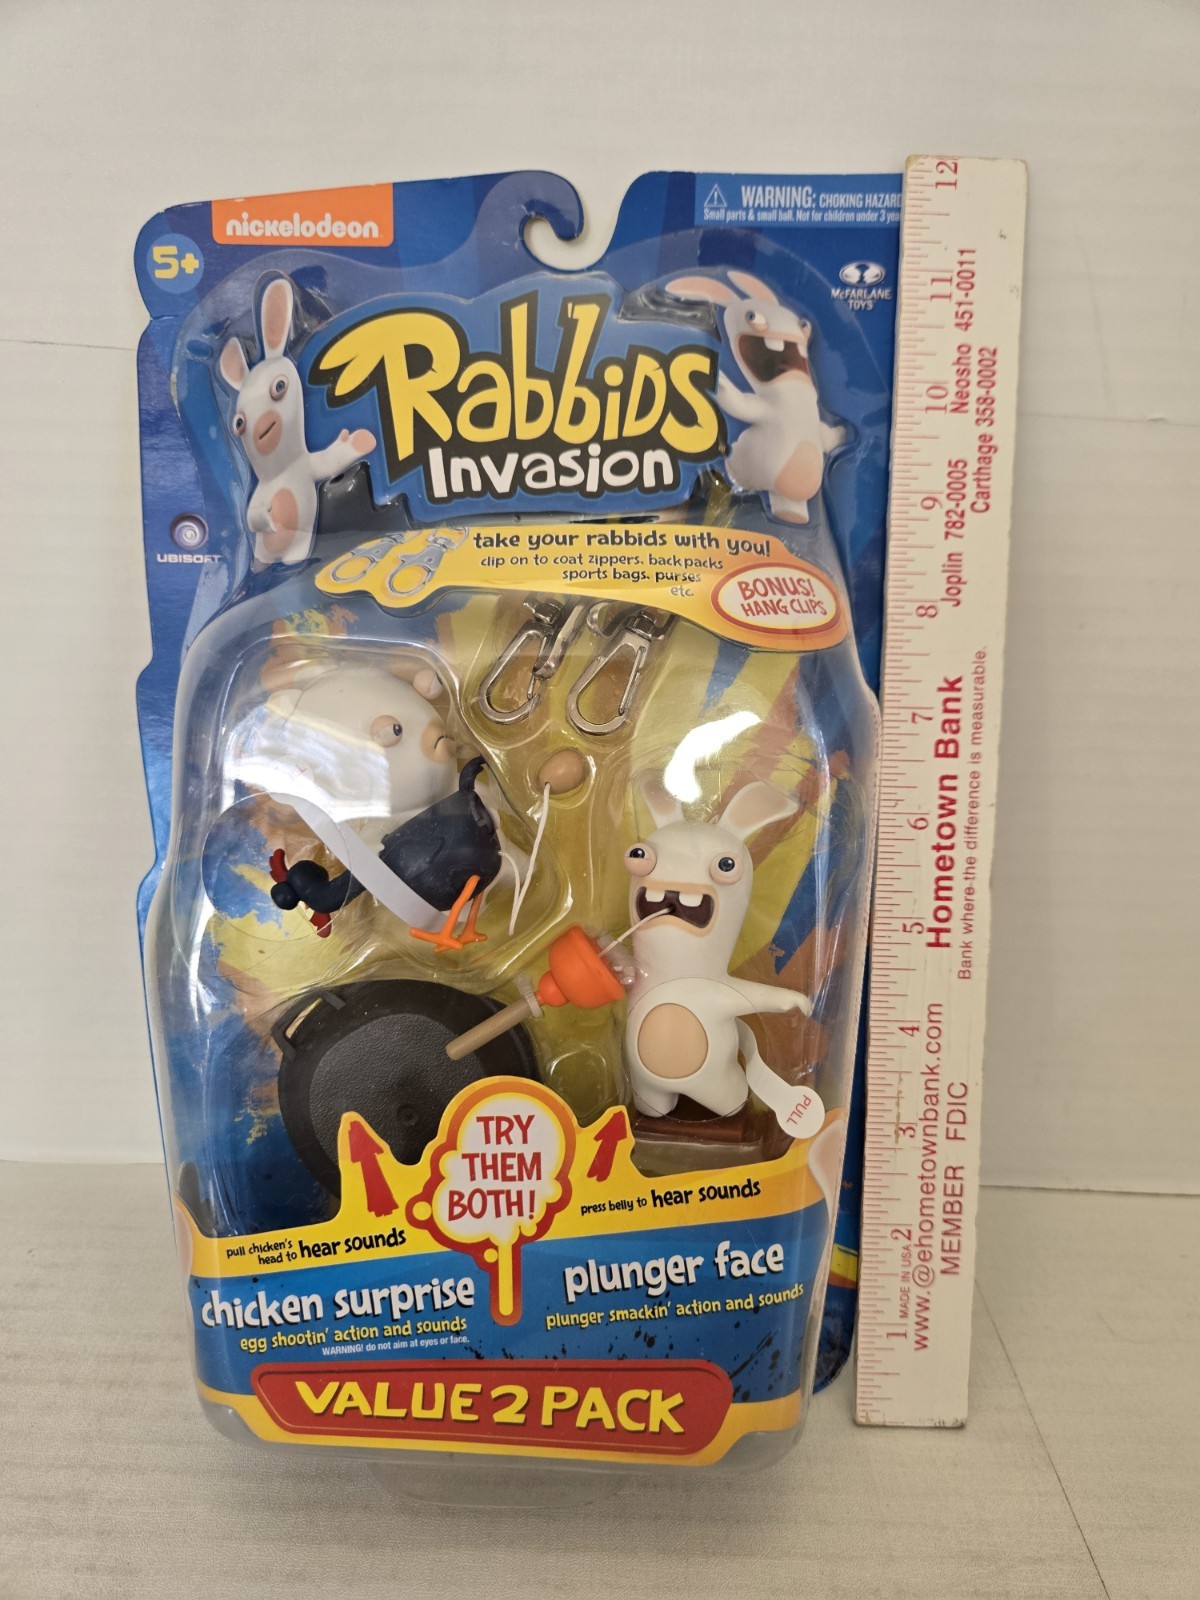 nickelodeon
5+
WARNING: CHOKING HAZARD
Small parts & small ball. Not for children under 3
McFARLANE
TOYS
Rabbids
Invasion
UBISOFT
take your rabbids with you!
clip on to coat zippers, backpacks
sports bags, purses
etc.
BONUS!
HANG CLIPS
PULL
TRY
THEM
BOTH!
pull chicken's
head to hear sounds
press belly to hear sounds
chicken surprise
egg shootin' action and sounds
WARNING! do not aim at eyes or face.
plunger face
plunger smackin' action and sounds
VALUE 2 PACK
1 2 3 4 5 6 7 8 9 10 11 12
MADE IN USA
www.@ehometownbank.com
MEMBER FDIC
Hometown Bank
Bank where the difference is measurable.
Joplin 782-0005 Neosho 451-0011
Carthage 358-0002